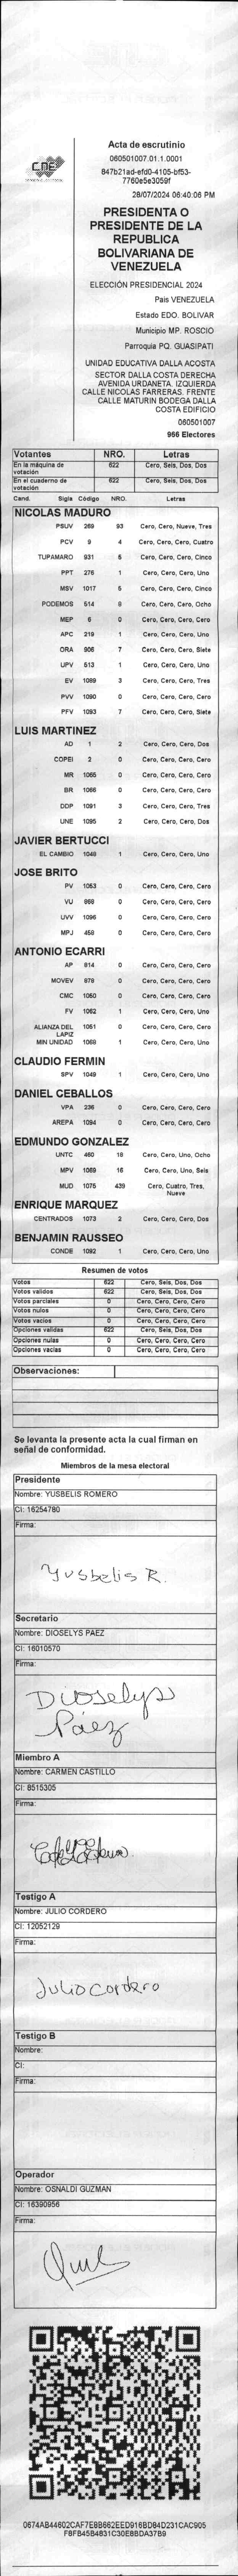 CNE
Acta de escrutinio
060501007.01.1.0001
847b21ad-efd0-4105-bf53-
7760e5e3059f
28/07/2024 06:40:06 PM
PRESIDENTA O
PRESIDENTE DE LA
REPUBLICA
BOLIVARIANA DE
VENEZUELA
ELECCIÓN PRESIDENCIAL 2024
Pais VENEZUELA
Estado EDO. BOLIVAR
Municipio MP. ROSCIO
Parroquia PQ. GUASIPATI
UNIDAD EDUCATIVA DALLA ACOSTA
SECTOR DALLA COSTA DERECHA
AVENIDA URDANETA. IZQUIERDA
CALLE NICOLAS FARRERAS. FRENTE
CALLE MATURIN BODEGA DALLA
COSTA EDIFICIO
060501007
966 Electores
Votantes NRO. Letras
En la máquina de votación 622 Cero, Seis, Dos, Dos
En el cuaderno de votación 622 Cero, Seis, Dos, Dos
Cand. Sigla Código NRO. Letras
NICOLAS MADURO
PSUV 269 93 Cero, Cero, Nueve, Tres
PCV 9 4 Cero, Cero, Cero, Cuatro
TUPAMARO 931 5 Cero, Cero, Cero, Cinco
PPT 276 1 Cero, Cero, Cero, Uno
MSV 1017 5 Cero, Cero, Cero, Cinco
PODEMOS 514 8 Cero, Cero, Cero, Ocho
MEP 6 0 Cero, Cero, Cero, Cero
APC 219 1 Cero, Cero, Cero, Uno
ORA 906 7 Cero, Cero, Cero, Siete
UPV 513 1 Cero, Cero, Cero, Uno
EV 1089 3 Cero, Cero, Cero, Tres
PVV 1090 0 Cero, Cero, Cero, Cero
PFV 1093 7 Cero, Cero, Cero, Siete
LUIS MARTINEZ
AD 1 2 Cero, Cero, Cero, Dos
COPEI 2 0 Cero, Cero, Cero, Cero
MR 1065 0 Cero, Cero, Cero, Cero
BR 1066 0 Cero, Cero, Cero, Cero
DDP 1091 3 Cero, Cero, Cero, Tres
UNE 1095 2 Cero, Cero, Cero, Dos
JAVIER BERTUCCI
EL CAMBIO 1048 1 Cero, Cero, Cero, Uno
JOSE BRITO
PV 1053 0 Cero, Cero, Cero, Cero
VU 968 0 Cero, Cero, Cero, Cero
UVV 1096 0 Cero, Cero, Cero, Cero
MPJ 458 0 Cero, Cero, Cero, Cero
ANTONIO ECARRI
AP 814 0 Cero, Cero, Cero, Cero
MOVEV 878 0 Cero, Cero, Cero, Cero
CMC 1050 0 Cero, Cero, Cero, Cero
FV 1062 1 Cero, Cero, Cero, Uno
ALIANZA DEL LAPIZ 1051 0 Cero, Cero, Cero, Cero
MIN UNIDAD 1068 1 Cero, Cero, Cero, Uno
CLAUDIO FERMIN
SPV 1049 1 Cero, Cero, Cero, Uno
DANIEL CEBALLOS
VPA 236 0 Cero, Cero, Cero, Cero
AREPA 1094 0 Cero, Cero, Cero, Cero
EDMUNDO GONZALEZ
UNTC 460 18 Cero, Cero, Uno, Ocho
MPV 1069 16 Cero, Cero, Uno, Seis
MUD 1075 439 Cero, Cuatro, Tres,
Nueve
ENRIQUE MARQUEZ
CENTRADOS 1073 2 Cero, Cero, Cero, Dos
BENJAMIN RAUSSEO
CONDE 1092 1 Cero, Cero, Cero, Uno
Resumen de votos
Votos 622 Cero, Seis, Dos, Dos
Votos validos 622 Cero, Seis, Dos, Dos
Votos parciales 0 Cero, Cero, Cero, Cero
Votos nulos 0 Cero, Cero, Cero, Cero
Votos vacios 0 Cero, Cero, Cero, Cero
Opciones validas 622 Cero, Seis, Dos, Dos
Opciones nulas 0 Cero, Cero, Cero, Cero
Opciones vacias 0 Cero, Cero, Cero, Cero
Observaciones:
Se levanta la presente acta la cual firman en
señal de conformidad.
Miembros de la mesa electoral
Presidente
Nombre: YUSBELIS ROMERO
CI: 16254780
Firma:
Yusbelis R.
Secretario
Nombre: DIOSELYS PAEZ
CI: 16010570
Firma:
Dioselys
Páez
Miembro A
Nombre: CARMEN CASTILLO
CI: 8515305
Firma:
Testigo A
Nombre: JULIO CORDERO
CI: 12052129
Firma:
Julio Cordero
Testigo B
Nombre:
CI:
Firma:
Operador
Nombre: OSNALDI GUZMAN
CI: 16390956
Firma:
0674AB44602CAF7EBB662EED916BD84D231CAC905
F8FB45B4831C30E8BDA37B9